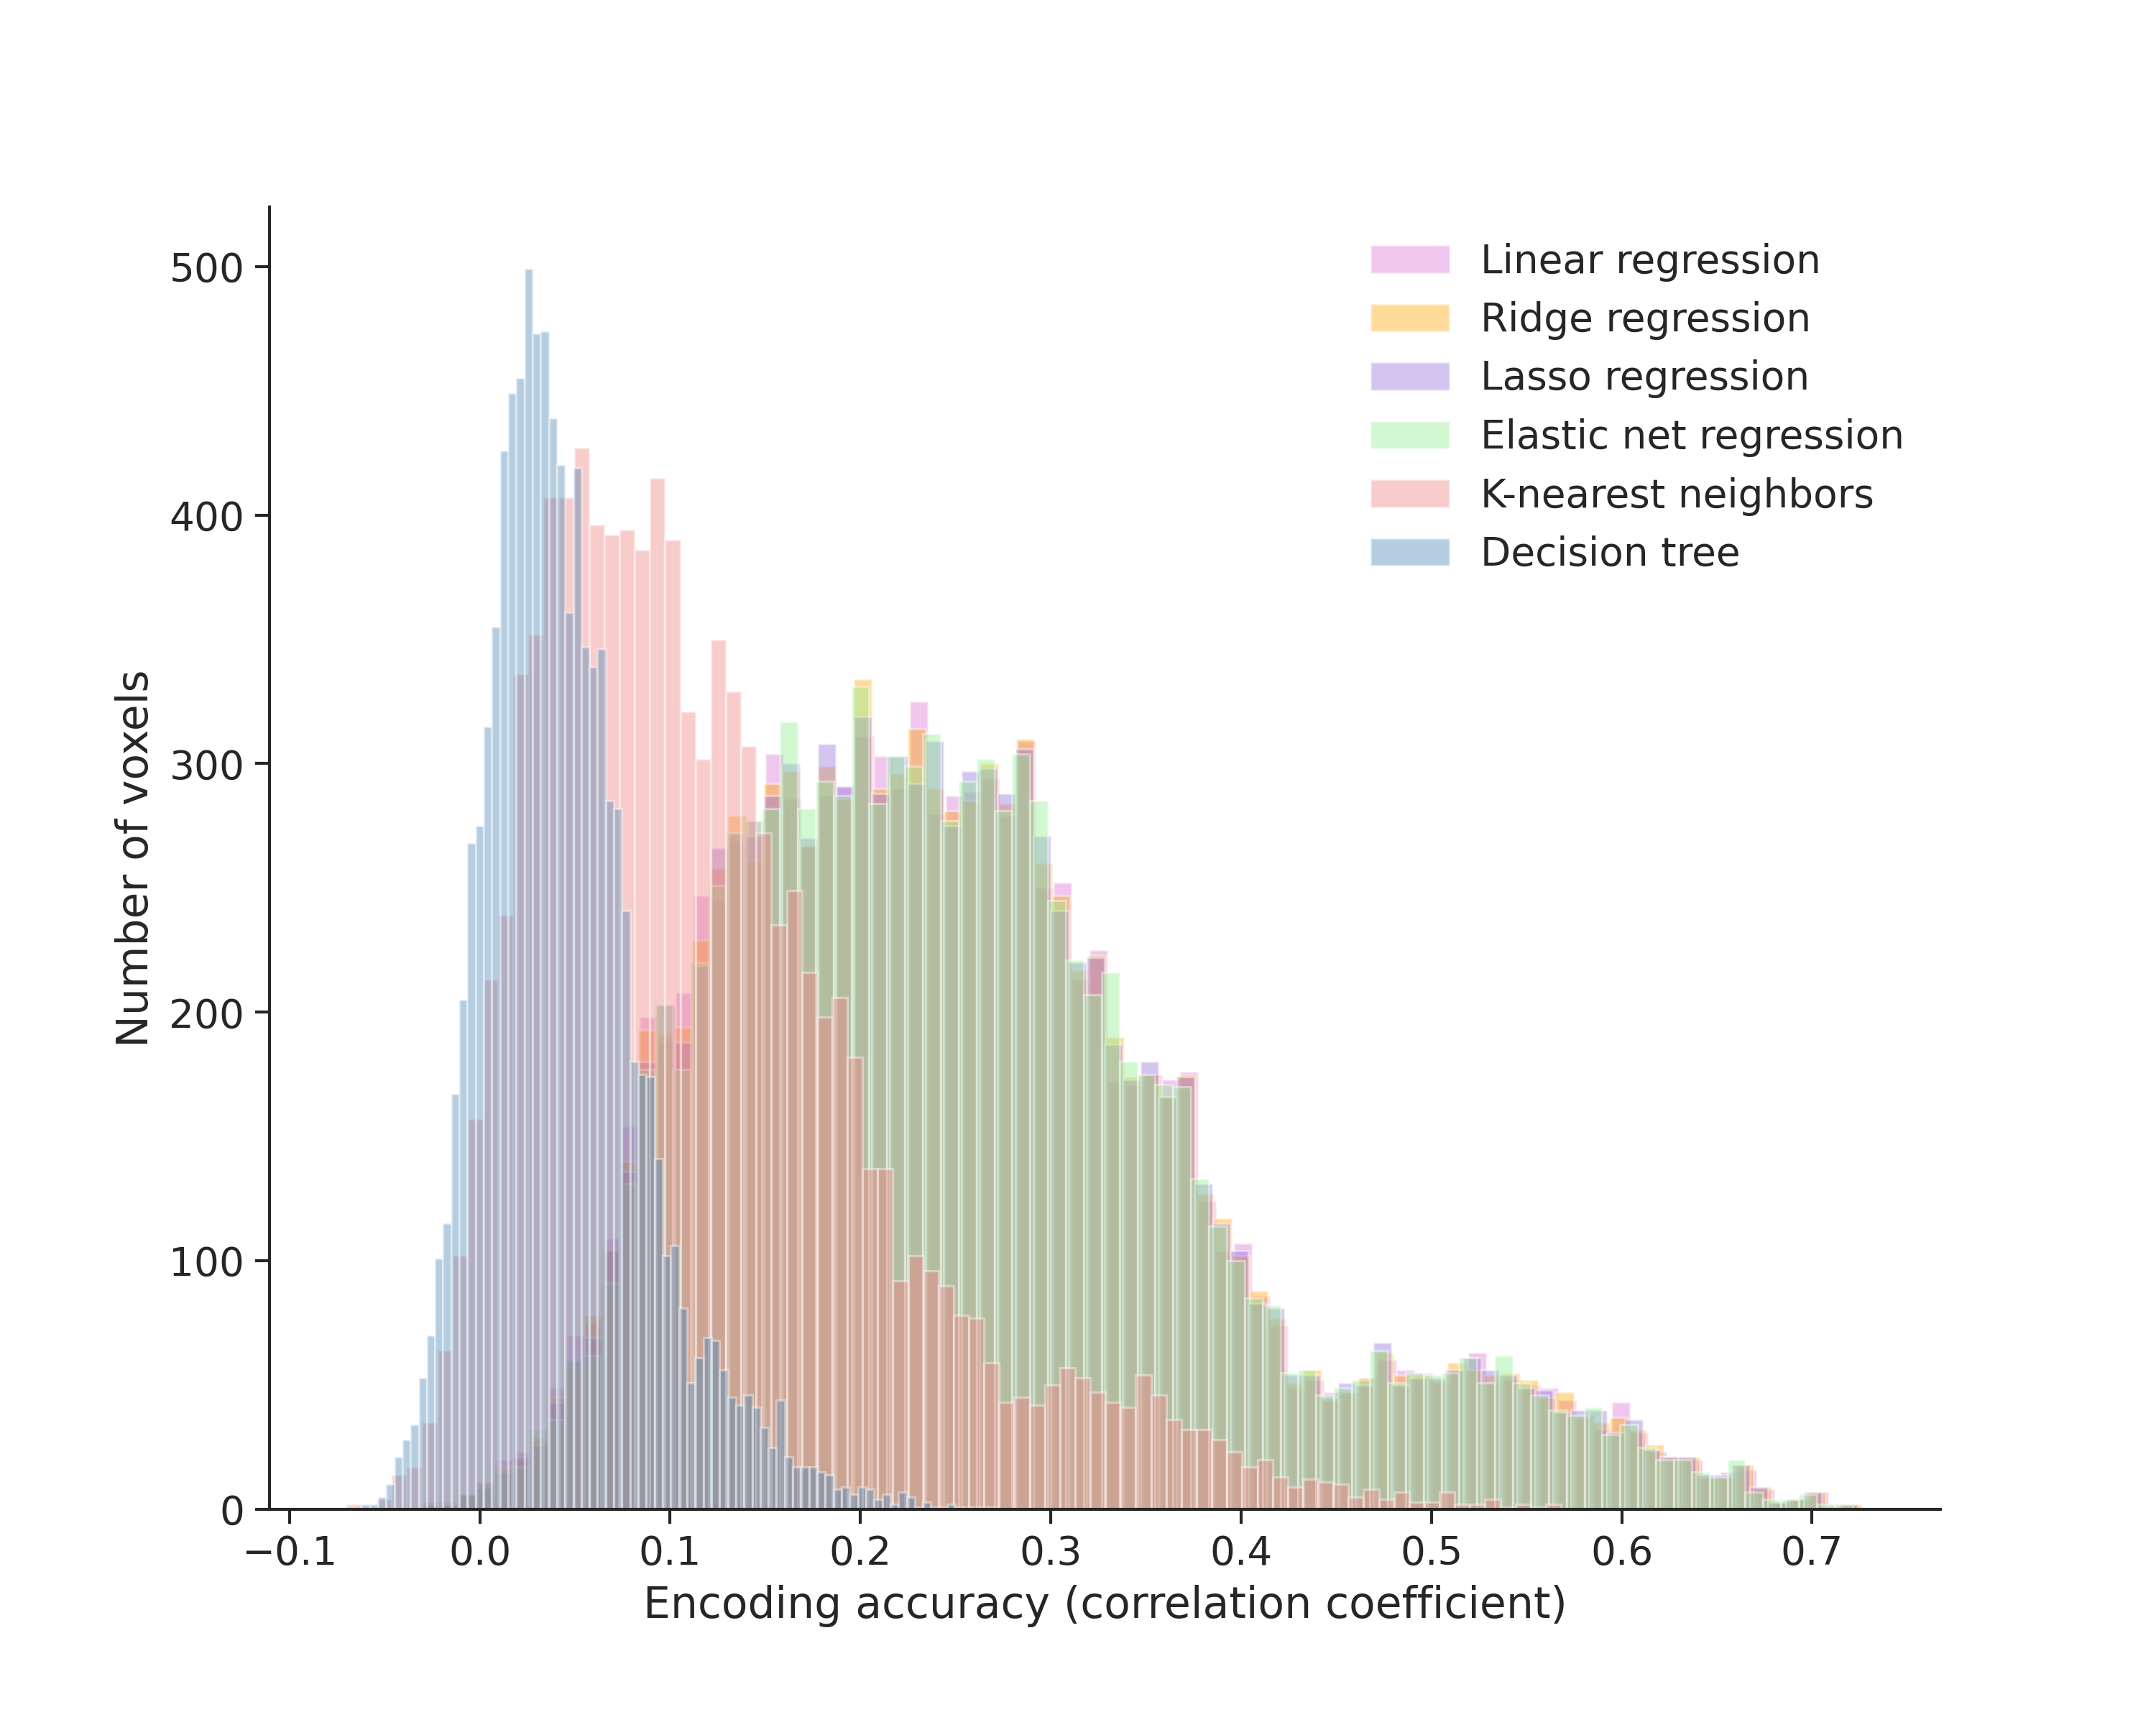 Linear regression
Ridge regression
Lasso regression
Elastic net regression
K-nearest neighbors
Decision tree
Number of voxels
500
400
300
200
100
0
−0.1 0.0 0.1 0.2 0.3 0.4 0.5 0.6 0.7
Encoding accuracy (correlation coefficient)